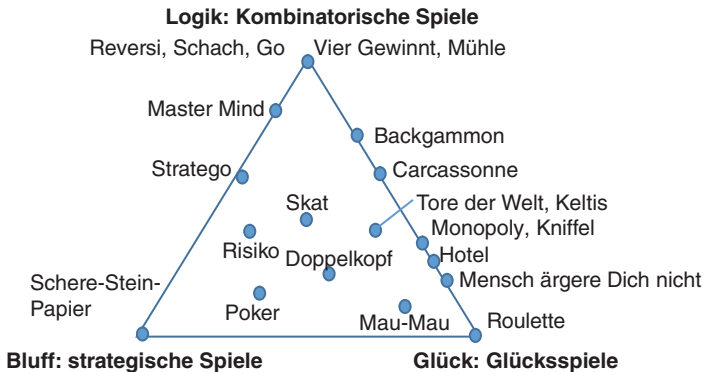 Logik: Kombinatorische Spiele
Reversi, Schach, Go
Vier Gewinnt, Mühle
Master Mind
Backgammon
Stratego
Carcassonne
Skat
Tore der Welt, Keltis
Monopoly, Kniffel
Risiko
Doppelkopf
Hotel
Mensch ärgere Dich nicht
Schere-Stein-
Papier
Poker
Mau-Mau
Roulette
Bluff: strategische Spiele
Glück: Glücksspiele